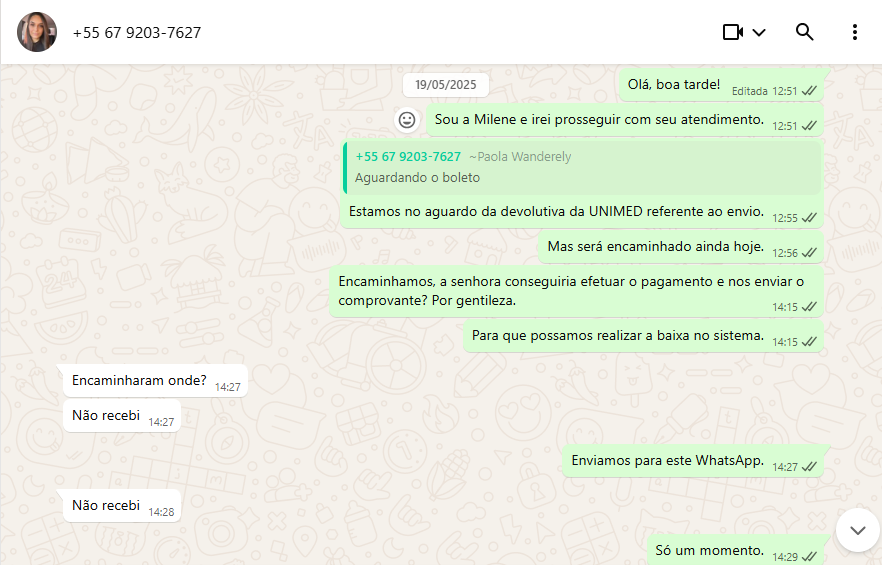 +55 67 9203-7627
19/05/2025
Olá, boa tarde! Editada 12:51
Sou a Milene e irei prosseguir com seu atendimento. 12:51
+55 67 9203-7627 ~Paola Wanderely
Aguardando o boleto
Estamos no aguardo da devolutiva da UNIMED referente ao envio. 12:55
Mas será encaminhado ainda hoje. 12:56
Encaminhamos, a senhora conseguiria efetuar o pagamento e nos enviar o
comprovante? Por gentileza. 14:15
Para que possamos realizar a baixa no sistema. 14:15
Encaminharam onde? 14:27
Não recebi 14:27
Enviamos para este WhatsApp. 14:27
Não recebi 14:28
Só um momento. 14:29